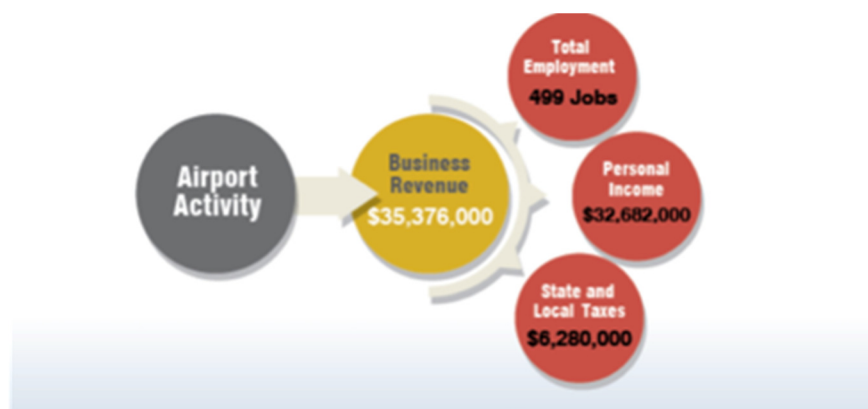 Airport
Activity
Business
Revenue
$35,376,000
Total
Employment
499 Jobs
Personal
Income
$32,682,000
State and
Local Taxes
$6,280,000